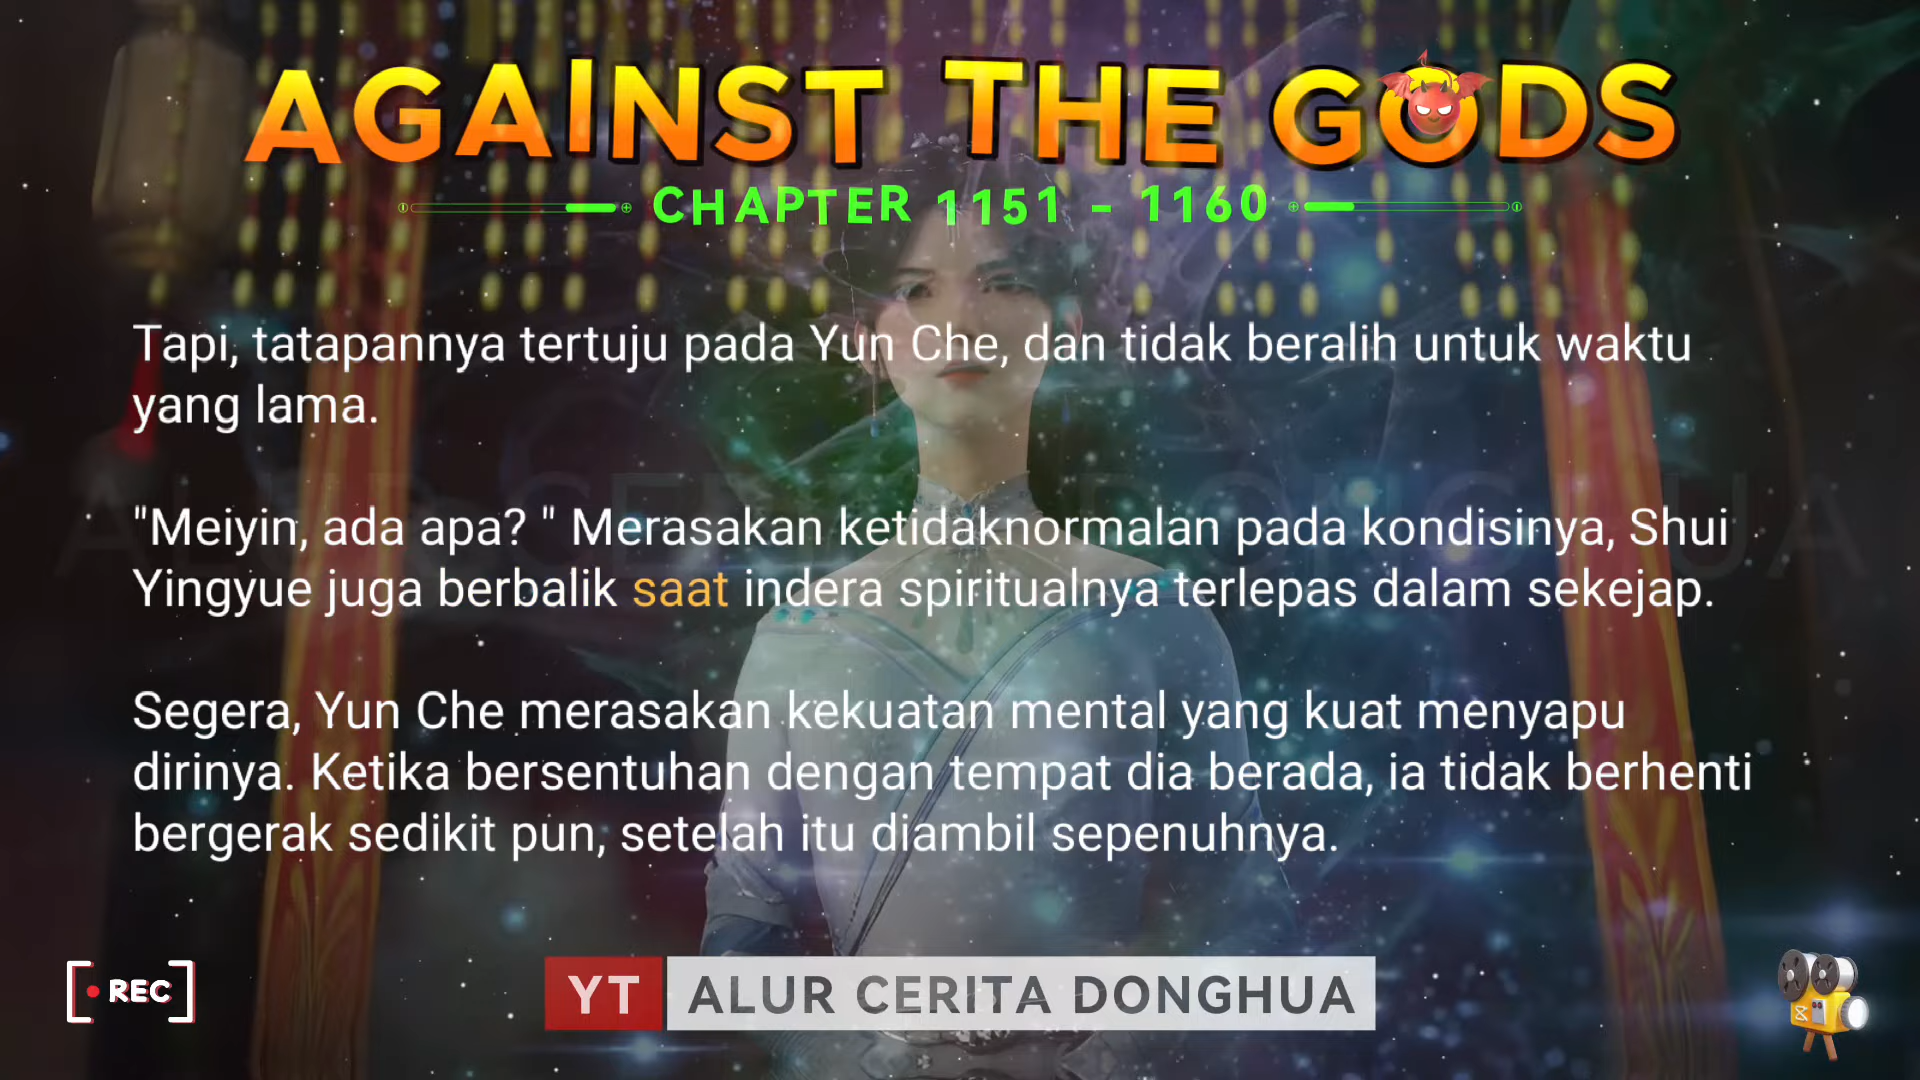 AGAINST THE GODS
CHAPTER 1151 - 1160
Tapi, tatapannya tertuju pada Yun Che, dan tidak beralih untuk waktu
yang lama.
"Meiyin, ada apa? " Merasakan ketidaknormalan pada kondisinya, Shui
Yingyue juga berbalik saat indera spiritualnya terlepas dalam sekejap.
Segera, Yun Che merasakan kekuatan mental yang kuat menyapu
dirinya. Ketika bersentuhan dengan tempat dia berada, ia tidak berhenti
bergerak sedikit pun, setelah itu diambil sepenuhnya.
REC
YT ALUR CERITA DONGHUA
ALUR CERITA DONGHUA